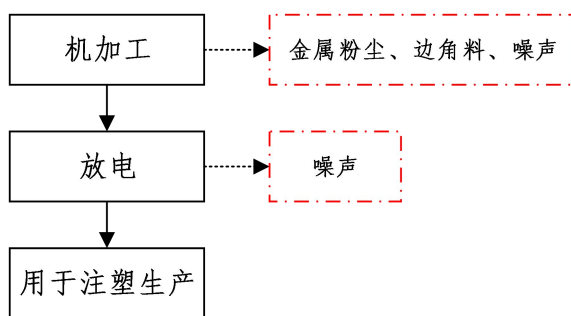 机加工
金属粉尘、边角料、噪声
放电
噪声
用于注塑生产